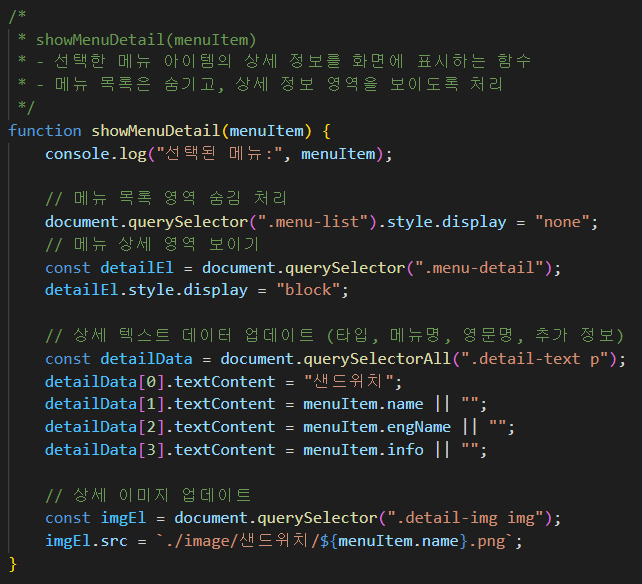 /*
 * showMenuDetail(menuItem)
 * - 선택한 메뉴 아이템의 상세 정보를 화면에 표시하는 함수
 * - 메뉴 목록은 숨기고, 상세 정보 영역을 보이도록 처리
 */
function showMenuDetail(menuItem) {
    console.log("선택된 메뉴:", menuItem);

    // 메뉴 목록 영역 숨김 처리
    document.querySelector(".menu-list").style.display = "none";
    // 메뉴 상세 영역 보이기
    const detailEl = document.querySelector(".menu-detail");
    detailEl.style.display = "block";

    // 상세 텍스트 데이터 업데이트 (타입, 메뉴명, 영문명, 추가 정보)
    const detailData = document.querySelectorAll(".detail-text p");
    detailData[0].textContent = "샌드위치";
    detailData[1].textContent = menuItem.name || "";
    detailData[2].textContent = menuItem.engName || "";
    detailData[3].textContent = menuItem.info || "";

    // 상세 이미지 업데이트
    const imgEl = document.querySelector(".detail-img img");
    imgEl.src = `./image/샌드위치/${menuItem.name}.png`;
}